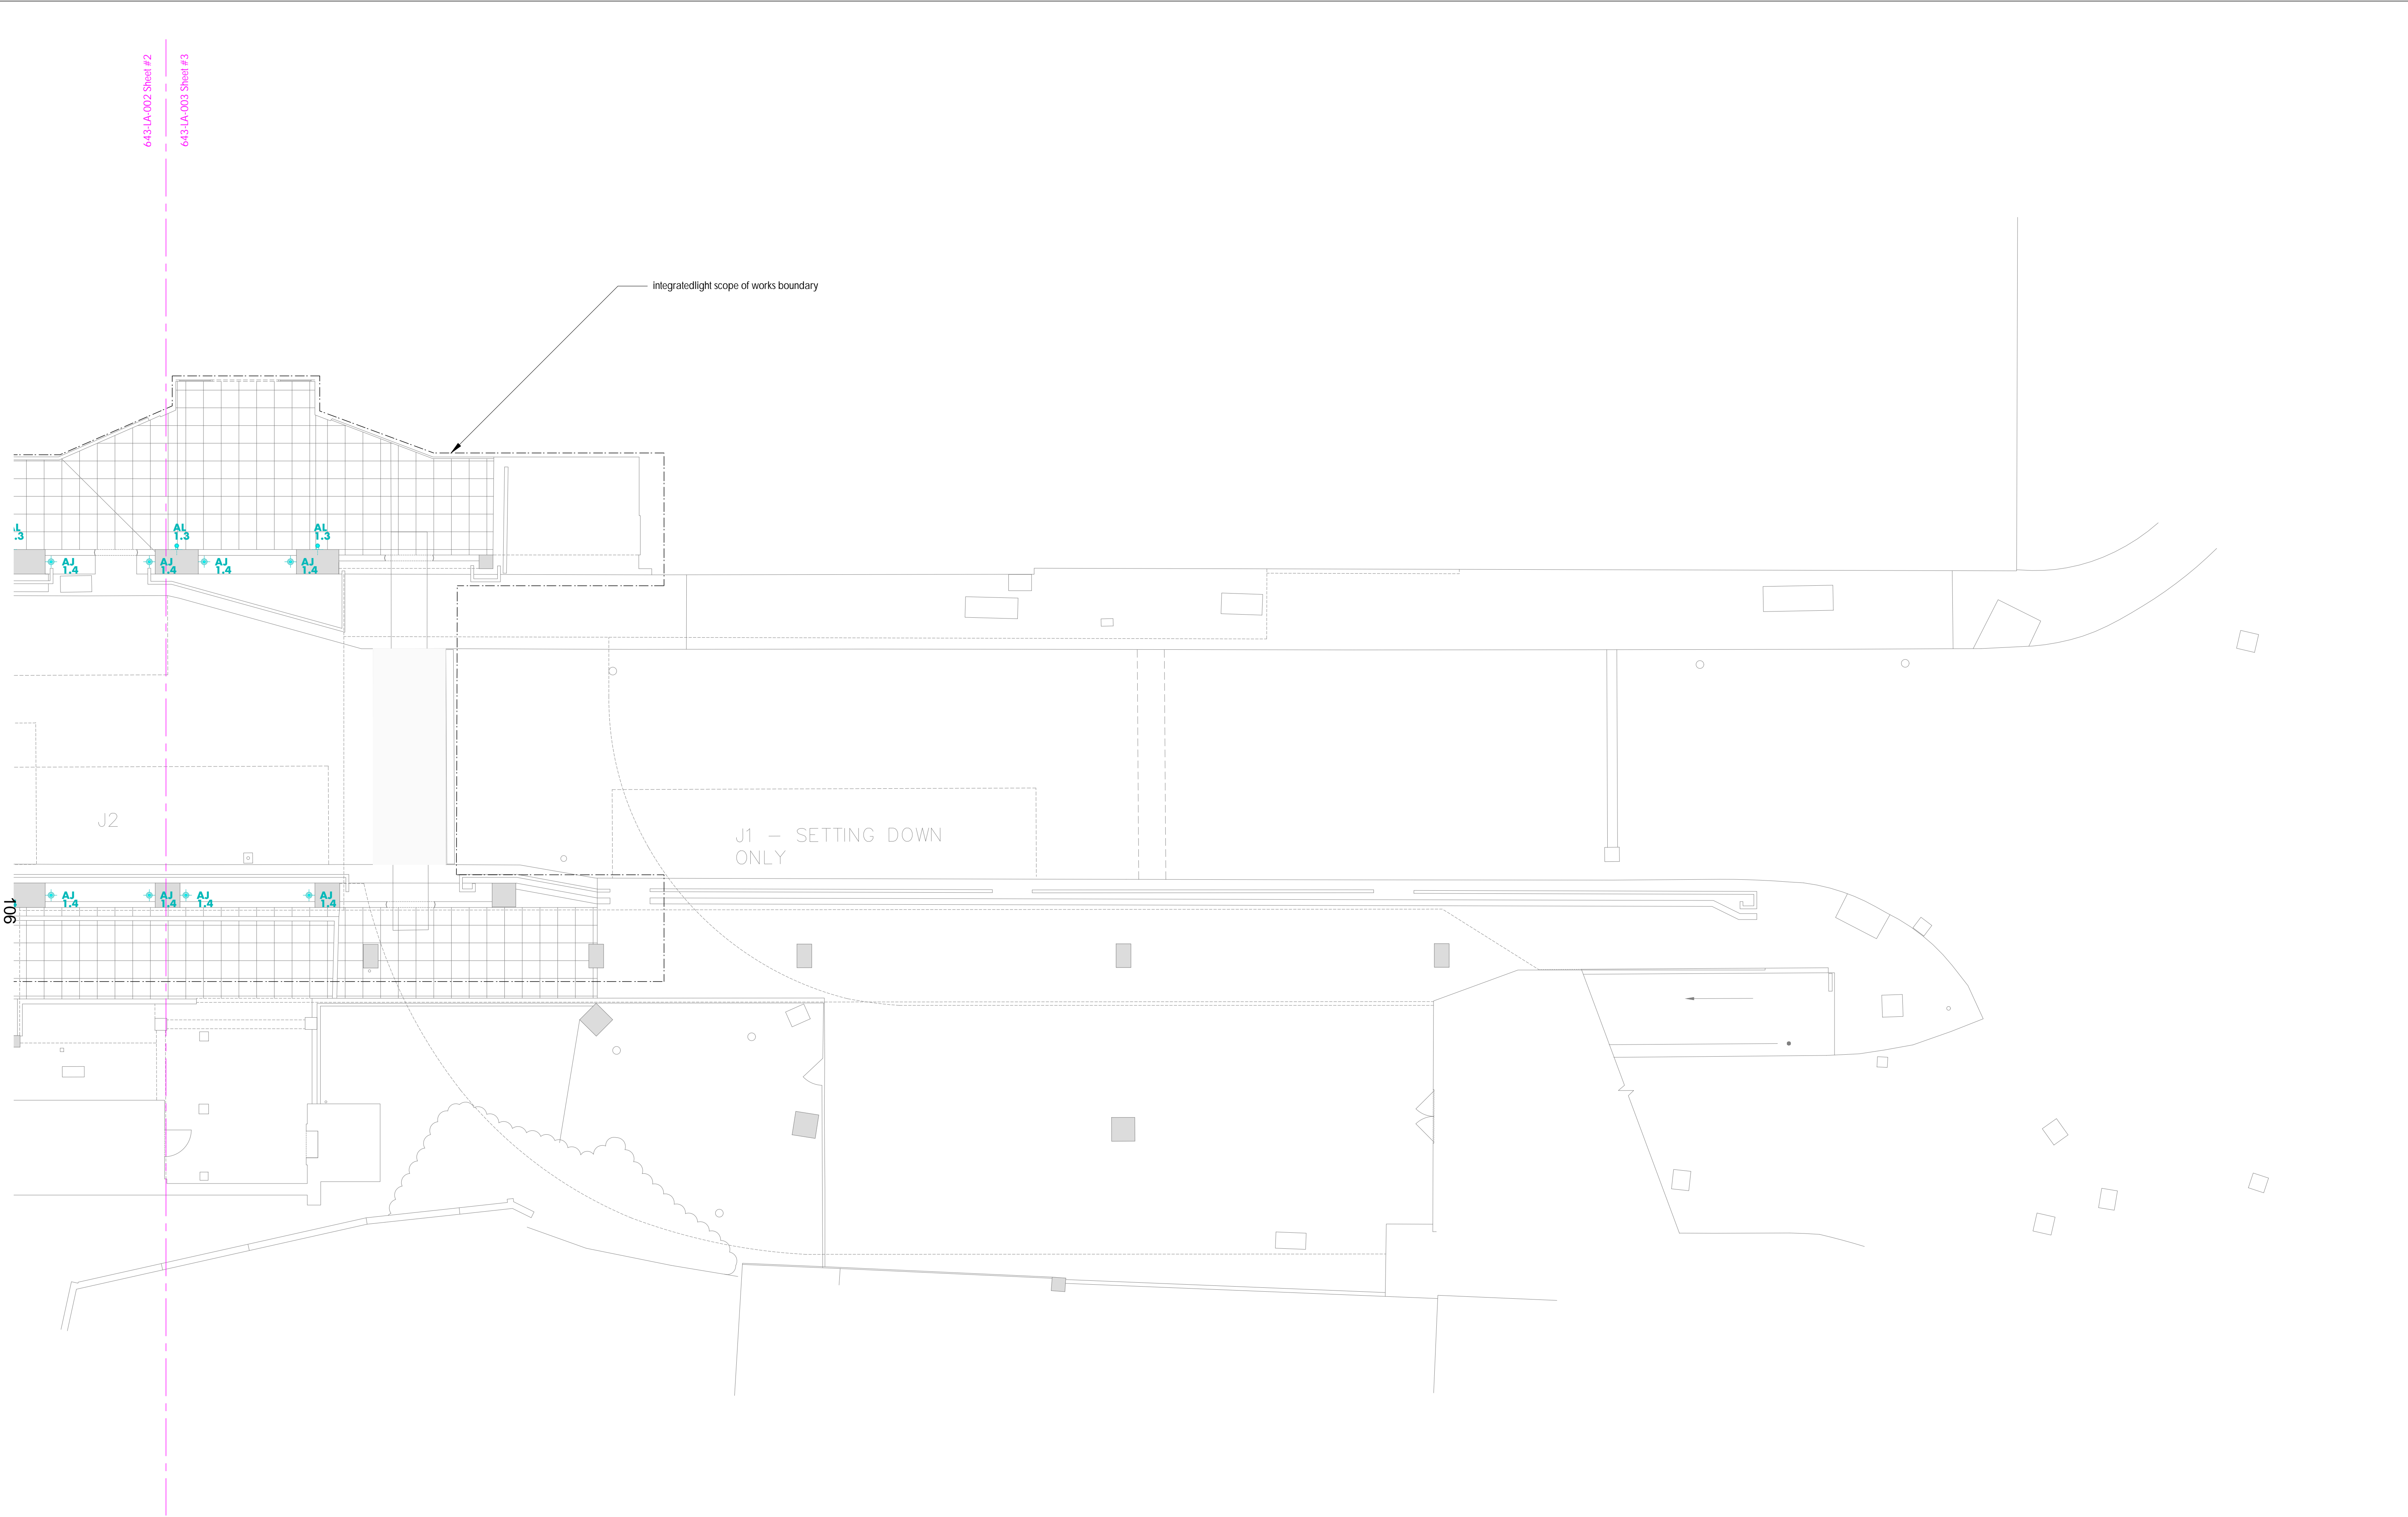 643-LA-002 Sheet #2
643-LA-003 Sheet #3
integratedlight scope of works boundary
AL
1.3
AL
1.3
.3
AJ
1.4
AJ
1.4
AJ
1.4
AJ
1.4
J2
J1 – SETTING DOWN
ONLY
AJ
1.4
AJ
1.4
AJ
1.4
AJ
1.4
106